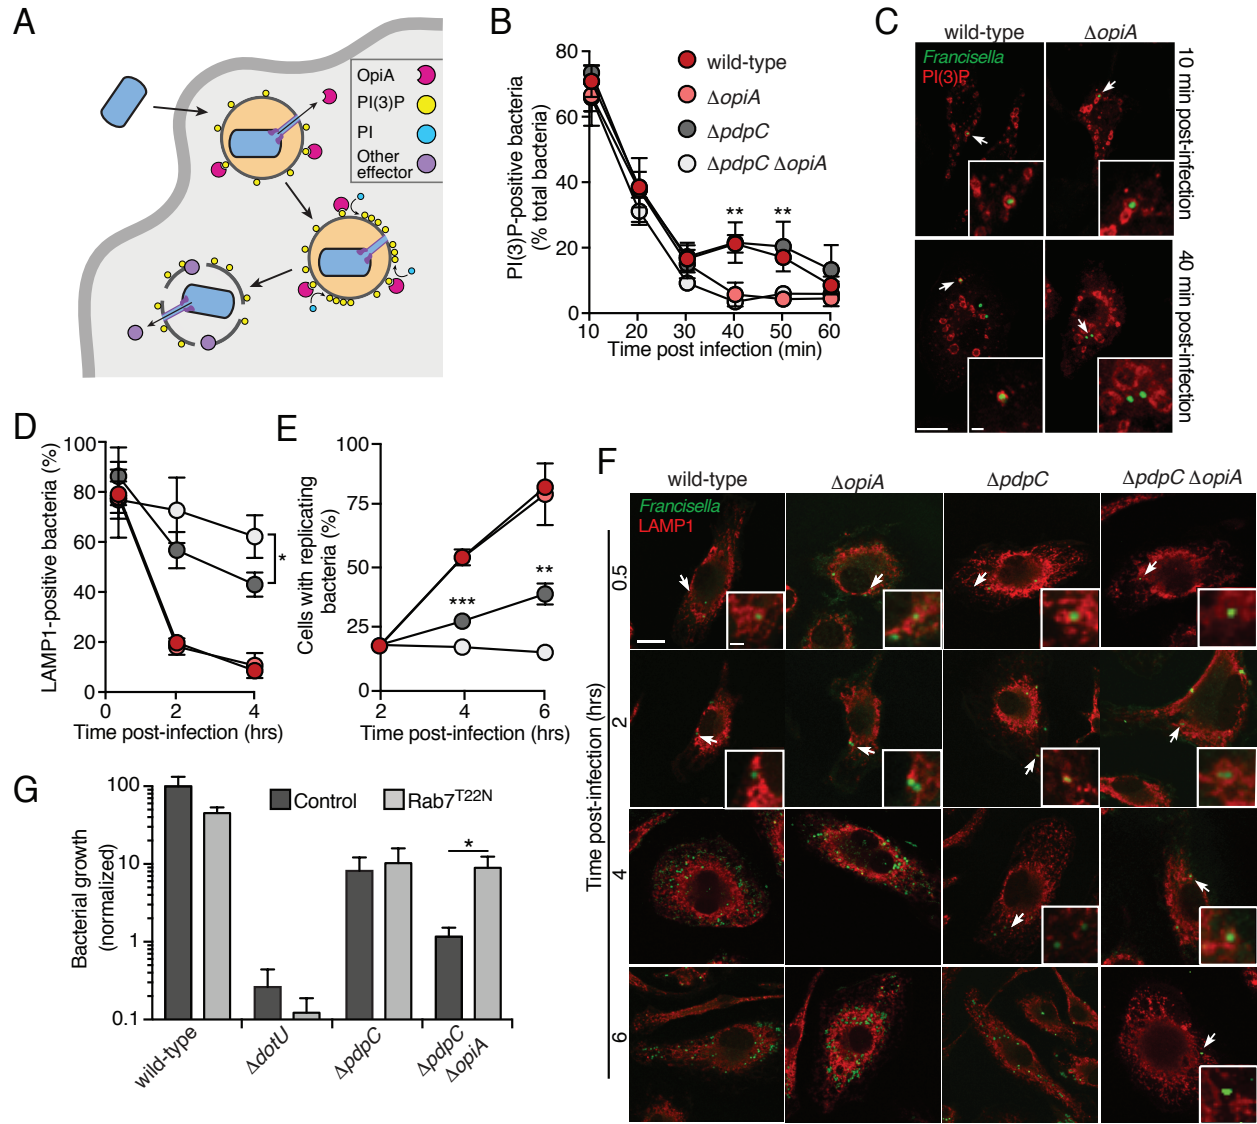 A
OpiA
PI(3)P
PI
Other
effector
B
PI(3)P-positive bacteria
(% total bacteria)
80
60
40
20
0
10
20
30
40
50
60
Time post infection (min)
wild-type
ΔopiA
ΔpdpC
ΔpdpC ΔopiA
**
**
C
wild-type
ΔopiA
Francisella
PI(3)P
10 min post-infection
40 min post-infection
D
LAMP1-positive bacteria (%)
100
80
60
40
20
0
0
2
4
Time post-infection (hrs)
*
E
Cells with replicating
bacteria (%)
100
75
50
25
0
2
4
6
Time post-infection (hrs)
***
**
F
wild-type
ΔopiA
ΔpdpC
ΔpdpC ΔopiA
Francisella
LAMP1
Time post-infection (hrs)
0.5
2
4
6
G
Bacterial growth
(normalized)
100
10
1
0.1
Control
Rab7T22N
*
wild-type
ΔdotU
ΔpdpC
ΔpdpC
ΔopiA